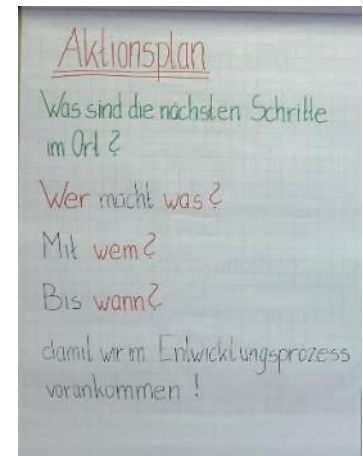 Aktionsplan
Was sind die nächsten Schritte
im Ort?
Wer macht was?
Mit wem?
Bis wann?
damit wir im Entwicklungsprozess
vorankommen!